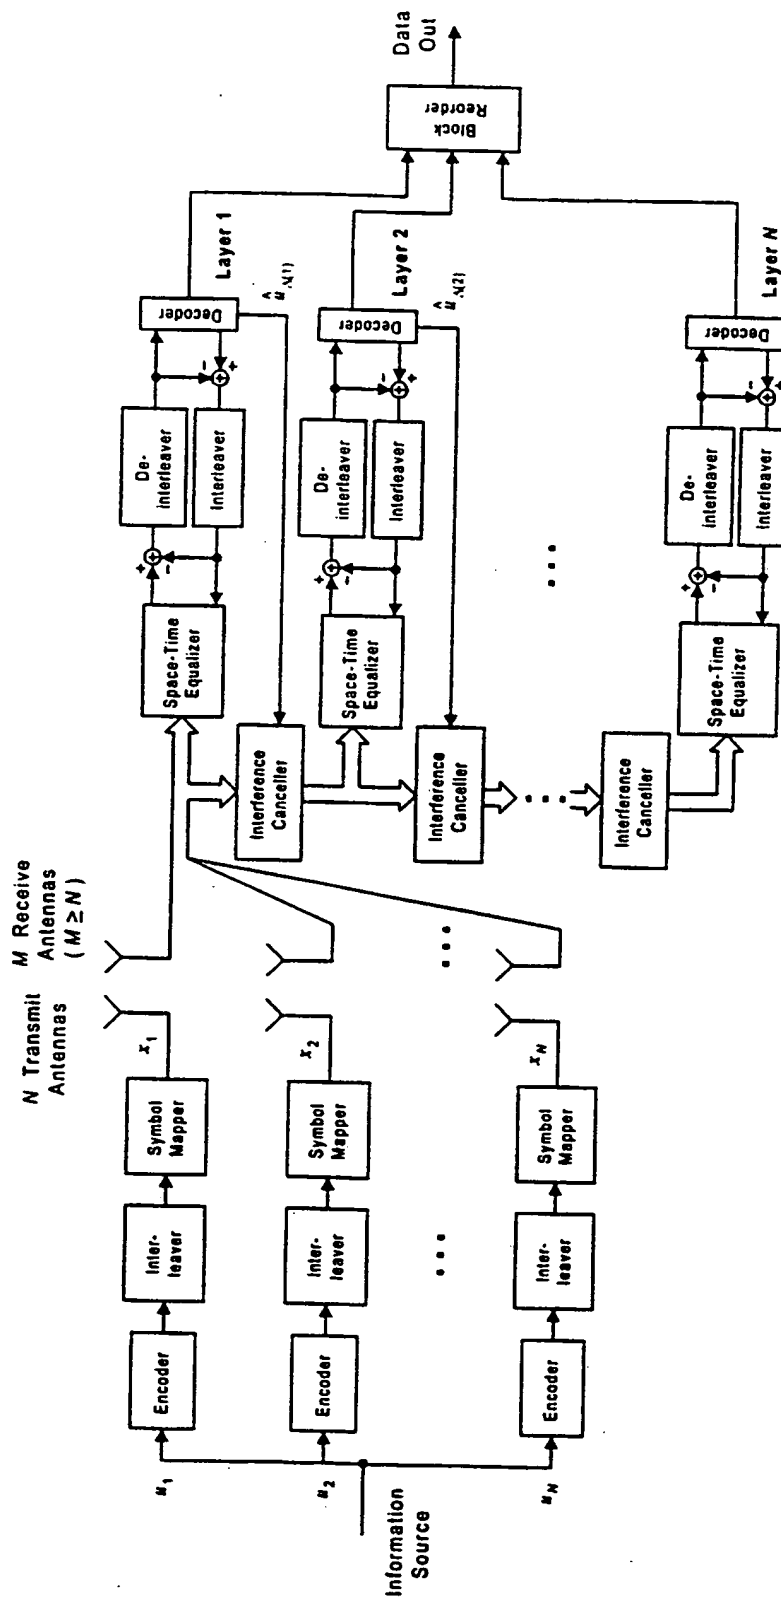 Information
Source
u1
u2
uN
Encoder
Encoder
Encoder
Inter-
leaver
Inter-
leaver
Inter-
leaver
Symbol
Mapper
Symbol
Mapper
Symbol
Mapper
x1
x2
xN
N Transmit
Antennas
M Receive
Antennas
(M ≥ N)
Interference
Canceller
Interference
Canceller
Interference
Canceller
Space-Time
Equalizer
Space-Time
Equalizer
Space-Time
Equalizer
+
-
+
-
+
-
De-
interleaver
Interleaver
De-
interleaver
Interleaver
De-
interleaver
Interleaver
-
+
-
+
-
+
Decoder
Decoder
Decoder
Layer 1
Layer 2
Layer N
Block
Reorder
Data
Out